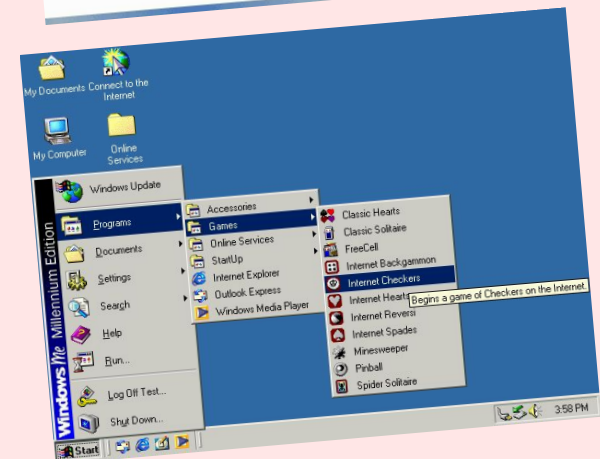 My Documents
Connect to the
Internet
My Computer
Online
Services
Windows Me Millennium Edition
Windows Update
Programs
Documents
Settings
Search
Help
Run...
Log Off Test...
Shut Down...
Accessories
Games
Online Services
StartUp
Internet Explorer
Outlook Express
Windows Media Player
Classic Hearts
Classic Solitaire
FreeCell
Internet Backgammon
Internet Checkers
Internet Hearts
Begins a game of Checkers on the Internet.
Internet Reversi
Internet Spades
Minesweeper
Pinball
Spider Solitaire
Start
3:58 PM